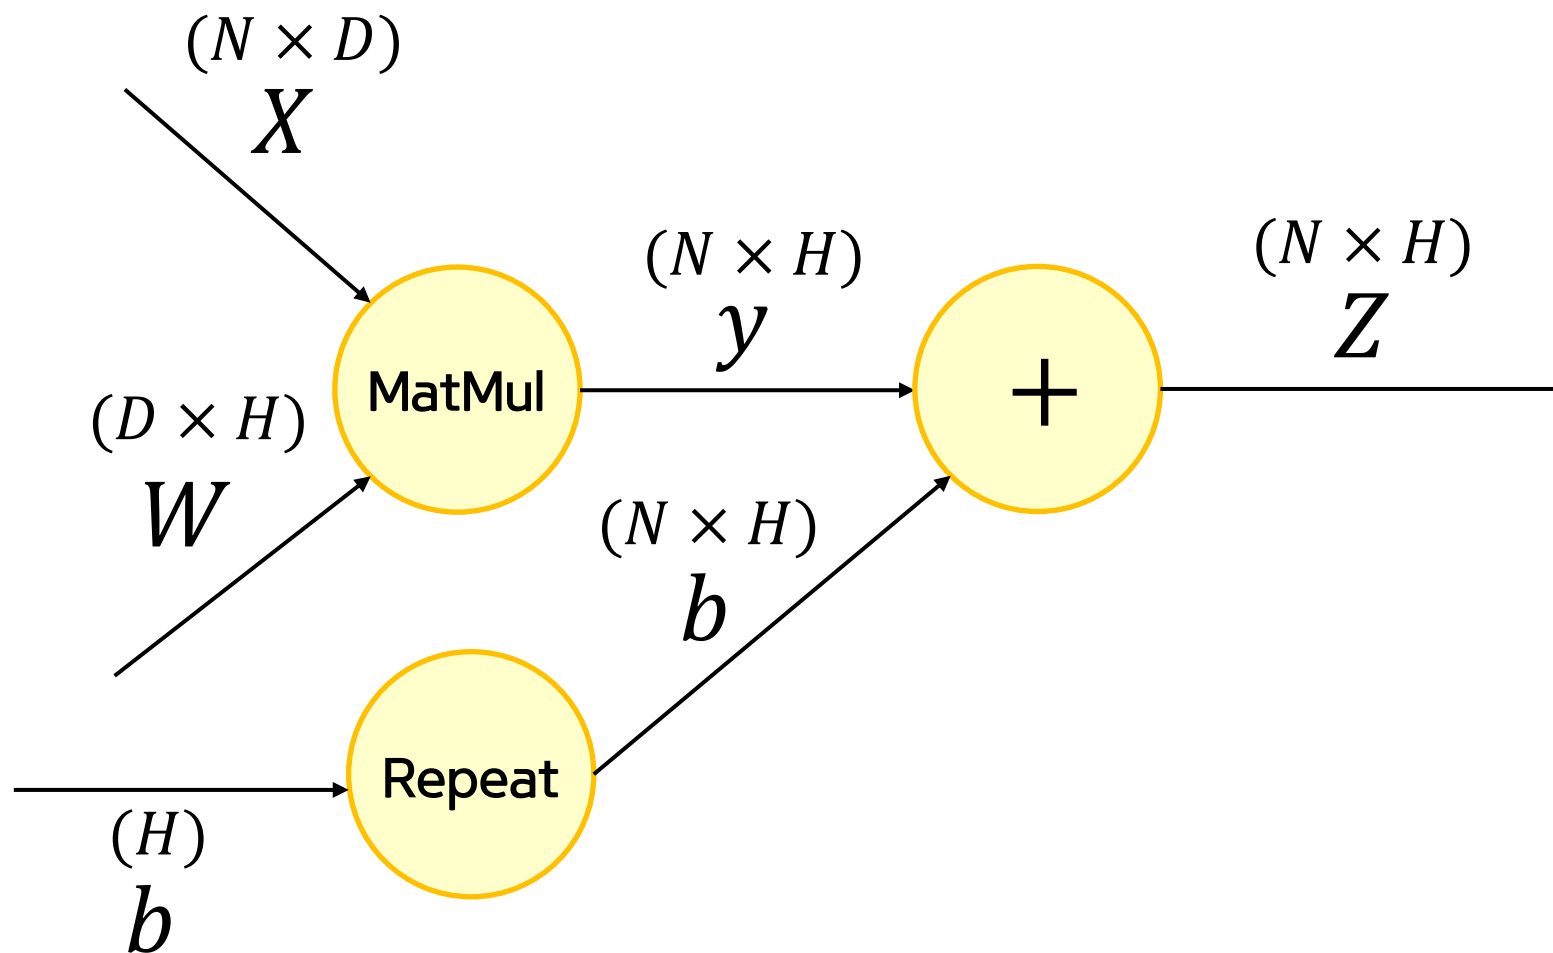 (N × D)
X
(N × H)
y
(N × H)
Z
MatMul
+
(D × H)
W
(N × H)
b
Repeat
(H)
b